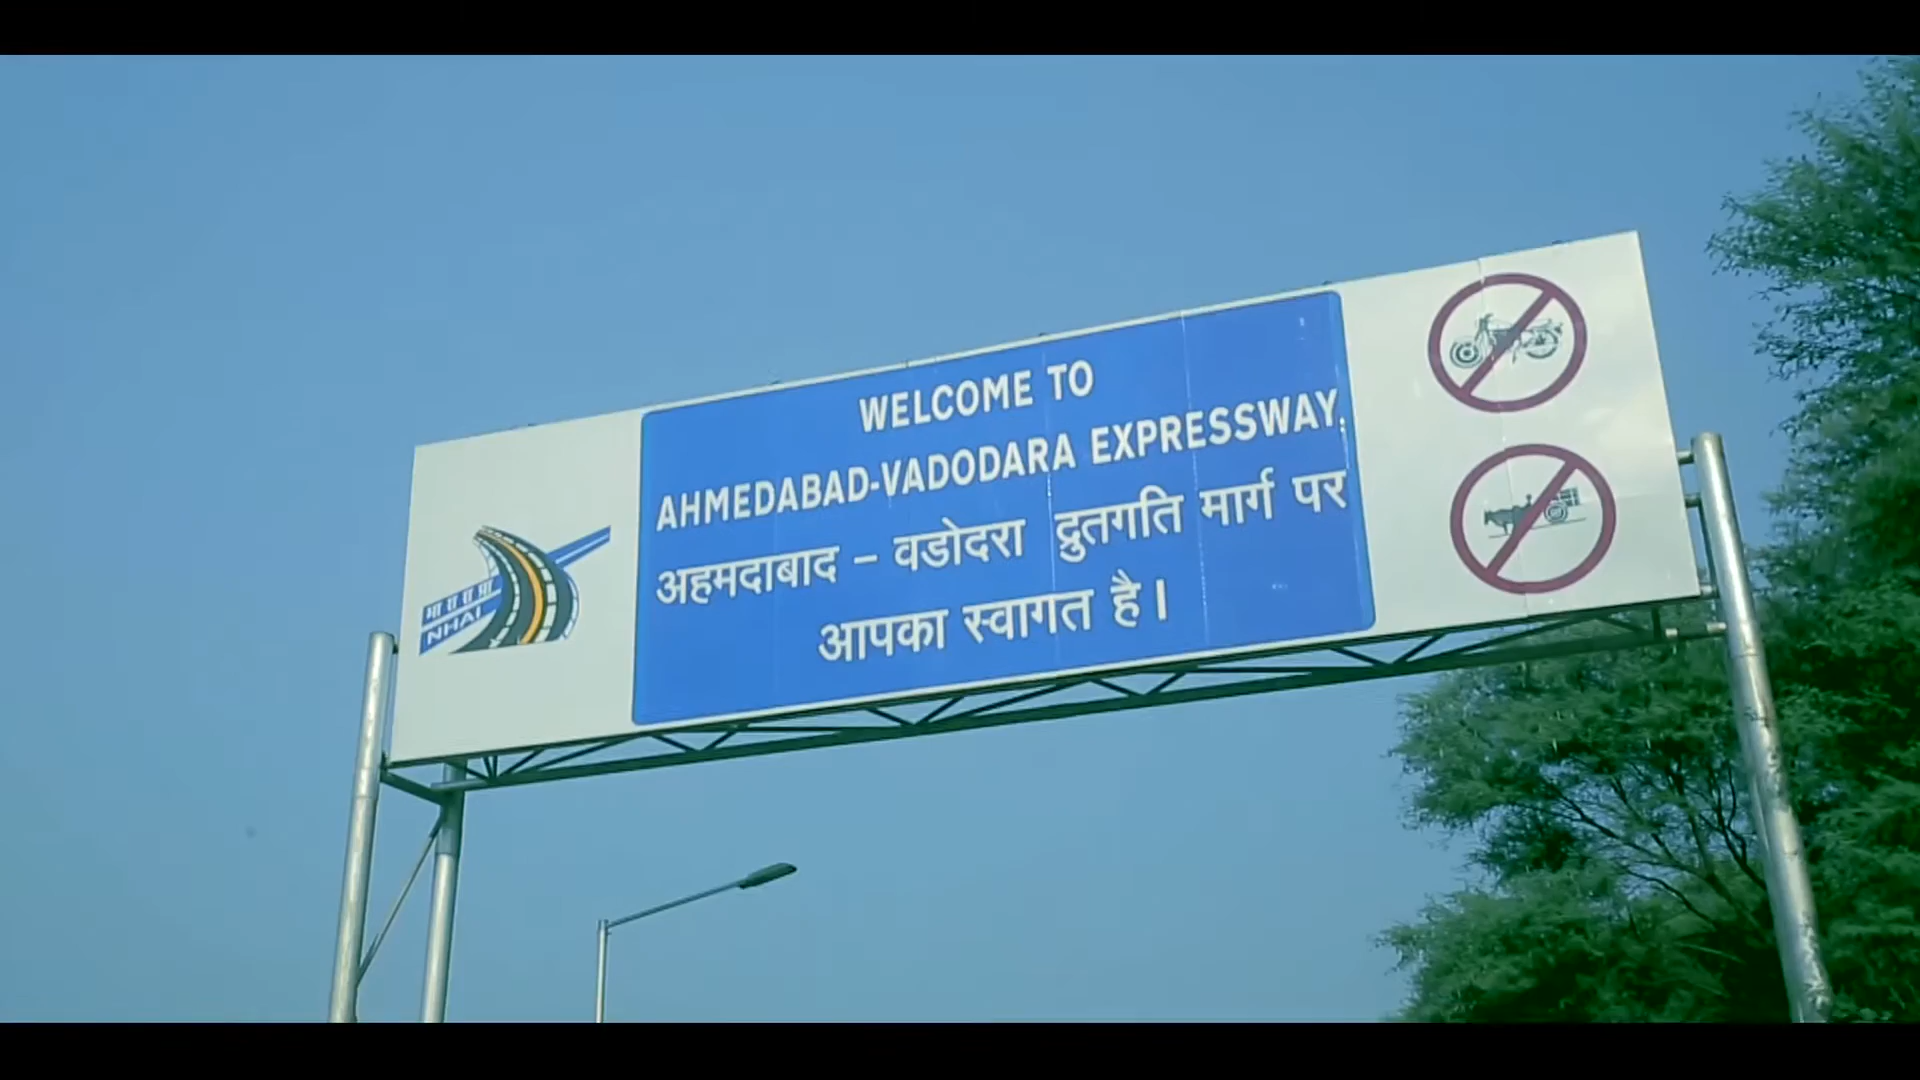 WELCOME TO
AHMEDABAD-VADODARA EXPRESSWAY.
अहमदाबाद – वडोदरा द्रुतगति मार्ग पर
आपका स्वागत है।
भा रा रा प्रा
NHAI